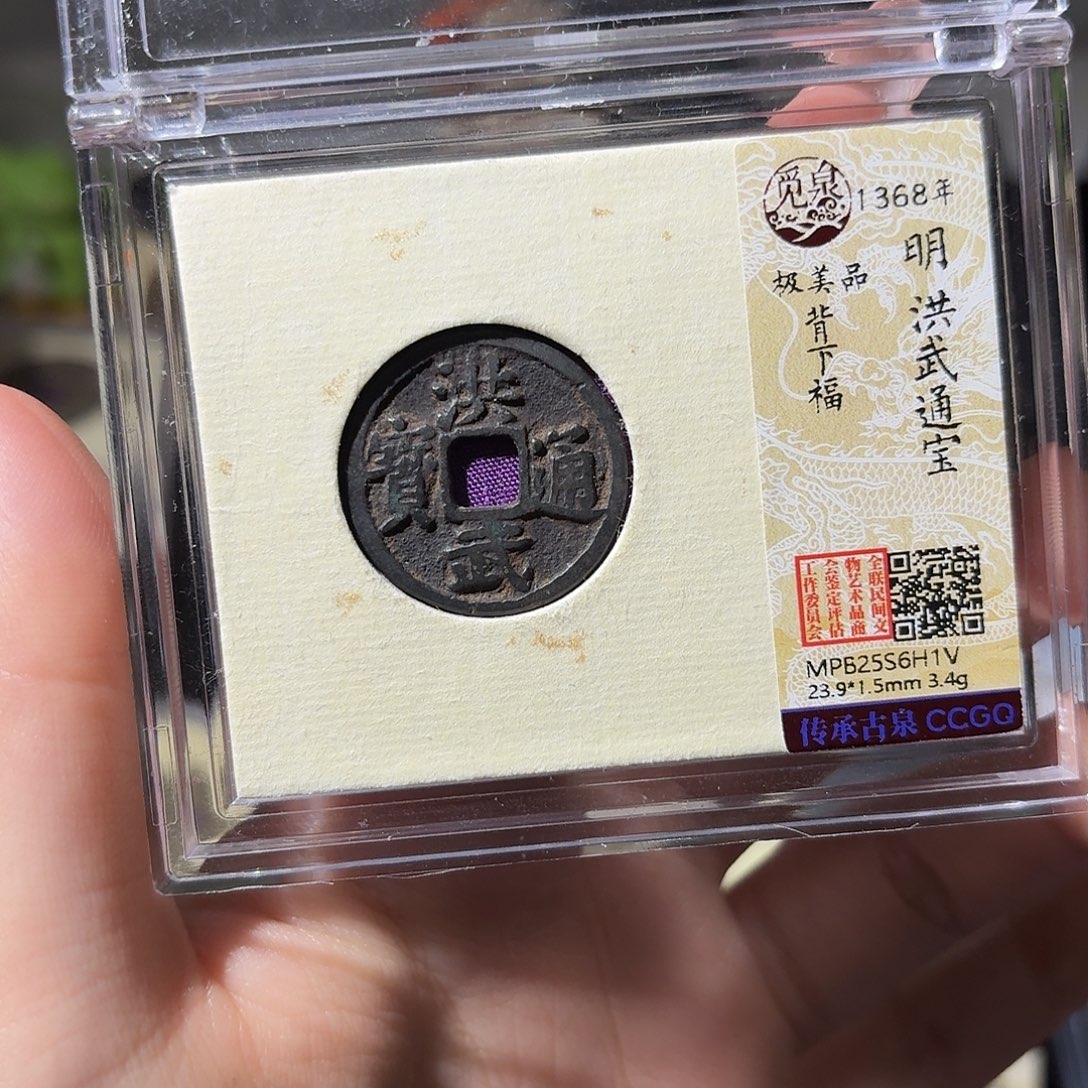 洪武通寳
覓泉
1368年
明 洪武通宝
极美品
背下福
全联民间文
物艺术品商
会鉴定评估
工作委员会
MPB25S6H1V
23.9*1.5mm 3.4g
传承古泉 CCGQ